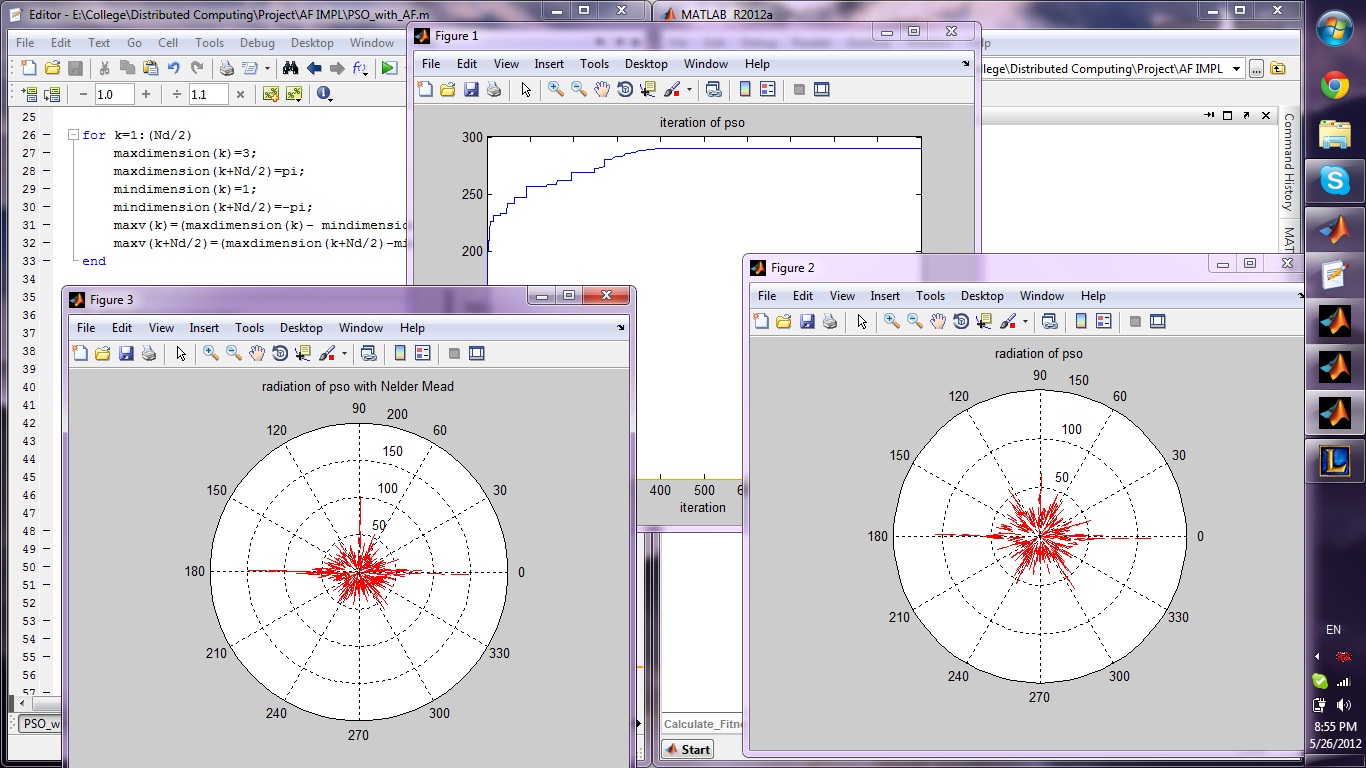 Editor - E:\College\Distributed Computing\Project\AF IMPL\PSO_with_AF.m
File Edit Text Go Cell Tools Debug Desktop Window
1.0
1.1
25
26 for k=1:(Nd/2)
27 maxdimension(k)=3;
28 maxdimension(k+Nd/2)=pi;
29 mindimension(k)=1;
30 mindimension(k+Nd/2)=-pi;
31 maxv(k)=(maxdimension(k)- mindimensio
32 maxv(k+Nd/2)=(maxdimension(k+Nd/2)-mi
33 end
34
35
36
37
38
39
40
41
42
43
44
45
46
47
48
49
50
51
52
53
54
55
56
57
PSO_w
MATLAB R2012a
llege\Distributed Computing\Project\AF IMPL
Command History
MAT
Calculate_Fitne
Start
Figure 1
File Edit View Insert Tools Desktop Window Help
iteration of pso
300
250
200
400 500 6
iteration
Figure 2
File Edit View Insert Tools Desktop Window Help
radiation of pso
90 150
120 60
100
150 30
50
180 0
210 330
240 300
270
Figure 3
File Edit View Insert Tools Desktop Window Help
radiation of pso with Nelder Mead
90 200
120 60
150
150 30
100
50
180 0
210 330
240 300
270
EN
8:55 PM
5/26/2012